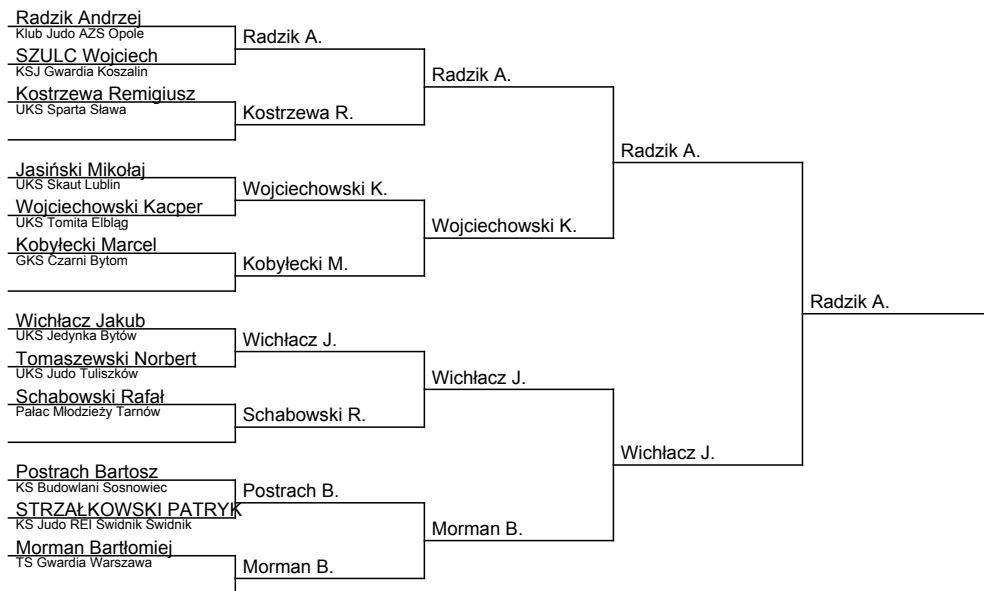 Radzik Andrzej
Klub Judo AZS Opole
Radzik A.
SZULC Wojciech
KSJ Gwardia Koszalin
Radzik A.
Kostrzewa Remigiusz
UKS Sparta Sława
Kostrzewa R.
Radzik A.
Jasiński Mikołaj
UKS Skaut Lublin
Wojciechowski K.
Wojciechowski Kacper
UKS Tomita Elbląg
Wojciechowski K.
Kobyłecki Marcel
GKS Czarni Bytom
Kobyłecki M.
Radzik A.
Wichłacz Jakub
UKS Jedynka Bytów
Wichłacz J.
Tomaszewski Norbert
UKS Judo Tuliszków
Wichłacz J.
Schabowski Rafał
Pałac Młodzieży Tarnów
Schabowski R.
Wichłacz J.
Postrach Bartosz
KS Budowlani Sosnowiec
Postrach B.
STRZAŁKOWSKI PATRYK
KS Judo REI Swidnik Swidnik
Morman B.
Morman Bartłomiej
TS Gwardia Warszawa
Morman B.